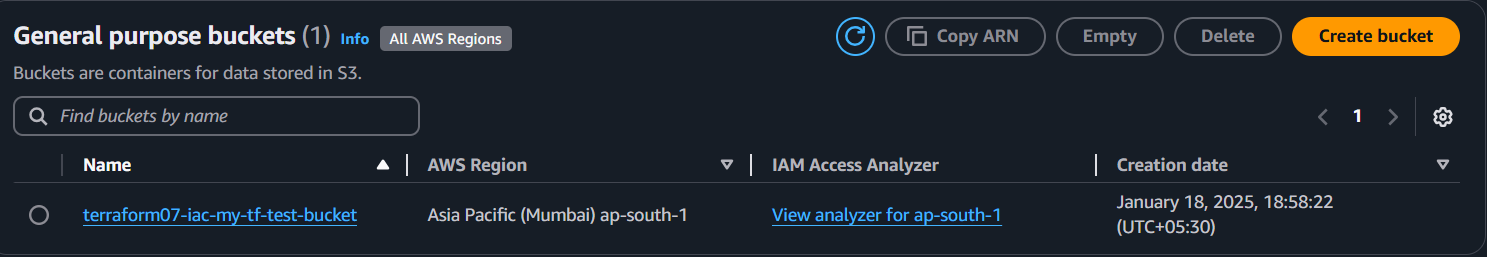 General purpose buckets (1) Info All AWS Regions Copy ARN Empty Delete Create bucket
Buckets are containers for data stored in S3.
Find buckets by name 1
Name AWS Region IAM Access Analyzer Creation date
terraform07-iac-my-tf-test-bucket Asia Pacific (Mumbai) ap-south-1 View analyzer for ap-south-1 January 18, 2025, 18:58:22
(UTC+05:30)